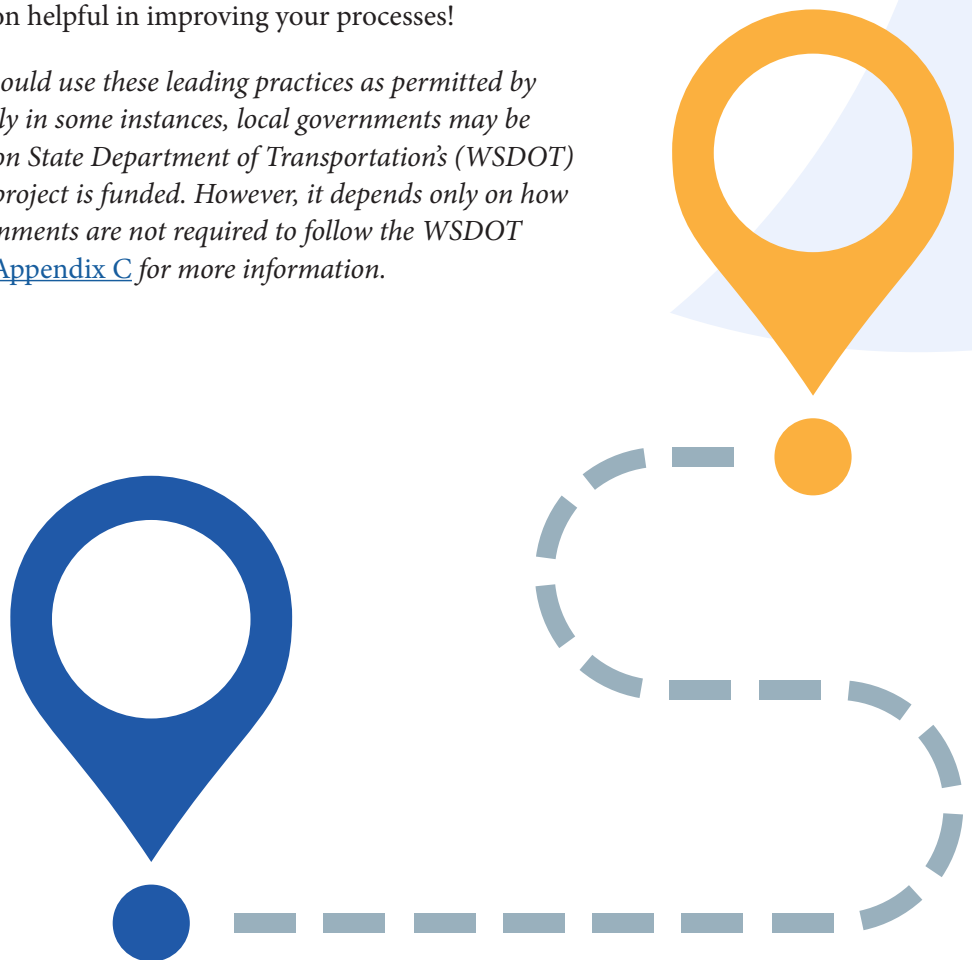 on helpful in improving your processes!
ould use these leading practices as permitted by
ly in some instances, local governments may be
on State Department of Transportation’s (WSDOT)
project is funded. However, it depends only on how
nments are not required to follow the WSDOT
Appendix C for more information.